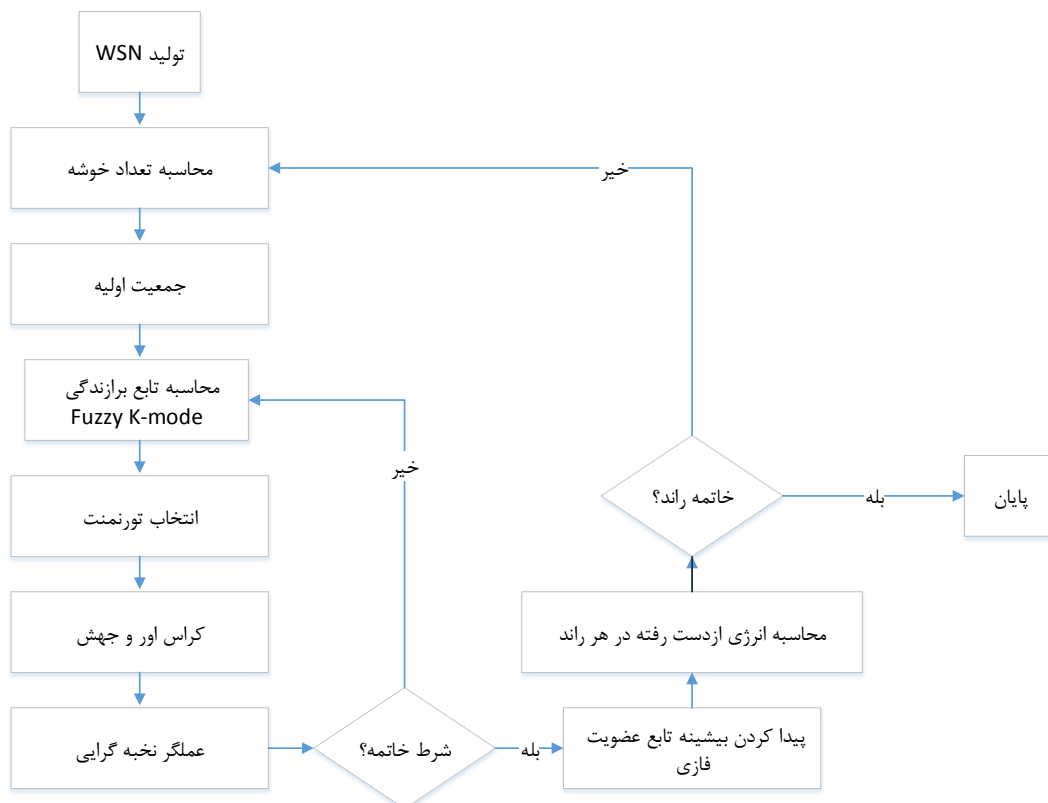 تولید WSN
محاسبه تعداد خوشه
جمعیت اولیه
محاسبه تابع برازندگی
Fuzzy K-mode
انتخاب تورنمنت
کراس اور و جهش
عملگر نخبه گرایی
شرط خاتمه؟
خیر
بله
پیدا کردن بیشینه تابع عضویت
فازی
محاسبه انرژی ازدست رفته در هر راند
خاتمه راند؟
خیر
بله
پایان